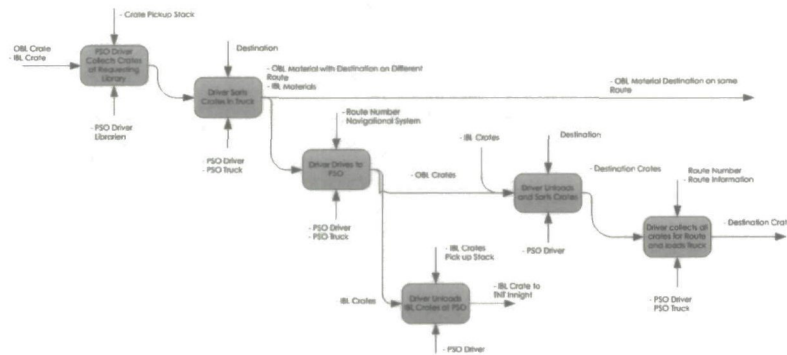 - Crate Pickup Stack
OBL Crate
- IBL Crate
PSO Driver
Collects Crates
at Requesting
Library
- PSO Driver
Librarian
Destination
- OBL Material with Destination on Different
Route
- IBL Materials
Driver Sorts
Crates in Truck
PSO Driver
- PSO Truck
- OBL Material Destination on same
Route
- Route Number
Navigational System
Driver Drives to
PSO
- PSO Driver
- PSO Truck
- OBL Crates
- IBL Crates
Destination
Driver Unloads
and Sorts Crates
- PSO Driver
- Destination Crates
Route Number
- Route Information
Driver collects all
crates for Route
and loads Truck
- Destination Crat
- PSO Driver
PSO Truck
- IBL Crates
Pick up Stack
IBL Crates
Driver Unloads
IBL Crates at PSO
- IBL Crate to
- PSO Driver